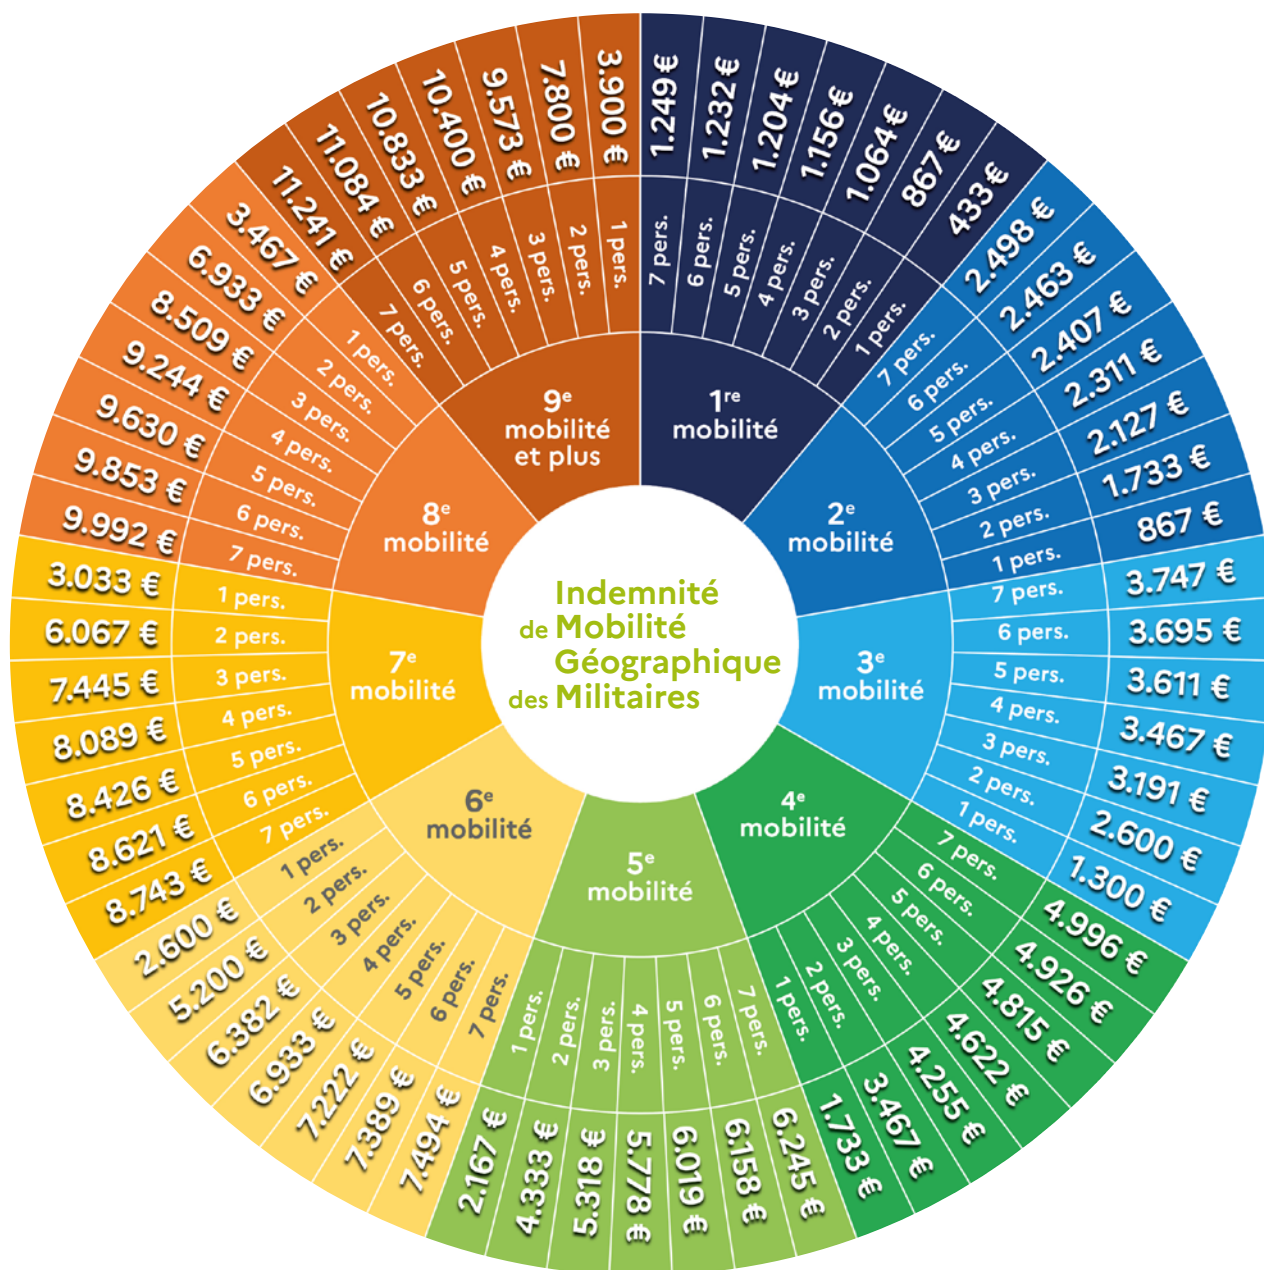 Indemnité
de Mobilité
Géographique
des Militaires
1re
mobilité
7 pers.
1.249 €
6 pers.
1.232 €
5 pers.
1.204 €
4 pers.
1.156 €
3 pers.
1.064 €
2 pers.
867 €
1 pers.
433 €
2e
mobilité
7 pers.
2.498 €
6 pers.
2.463 €
5 pers.
2.407 €
4 pers.
2.311 €
3 pers.
2.127 €
2 pers.
1.733 €
1 pers.
867 €
3e
mobilité
7 pers.
3.747 €
6 pers.
3.695 €
5 pers.
3.611 €
4 pers.
3.467 €
3 pers.
3.191 €
2 pers.
2.600 €
1 pers.
1.300 €
4e
mobilité
7 pers.
4.996 €
6 pers.
4.926 €
5 pers.
4.815 €
4 pers.
4.622 €
3 pers.
4.255 €
2 pers.
3.467 €
1 pers.
1.733 €
5e
mobilité
7 pers.
6.245 €
6 pers.
6.158 €
5 pers.
6.019 €
4 pers.
5.778 €
3 pers.
5.318 €
2 pers.
4.333 €
1 pers.
2.167 €
6e
mobilité
7 pers.
7.494 €
6 pers.
7.389 €
5 pers.
7.222 €
4 pers.
6.933 €
3 pers.
6.382 €
2 pers.
5.200 €
1 pers.
2.600 €
7e
mobilité
7 pers.
8.743 €
6 pers.
8.621 €
5 pers.
8.426 €
4 pers.
8.089 €
3 pers.
7.445 €
2 pers.
6.067 €
1 pers.
3.033 €
8e
mobilité
7 pers.
9.992 €
6 pers.
9.853 €
5 pers.
9.630 €
4 pers.
9.244 €
3 pers.
8.509 €
2 pers.
6.933 €
1 pers.
3.467 €
9e
mobilité
et plus
7 pers.
11.241 €
6 pers.
11.084 €
5 pers.
10.833 €
4 pers.
10.400 €
3 pers.
9.573 €
2 pers.
7.800 €
1 pers.
3.900 €